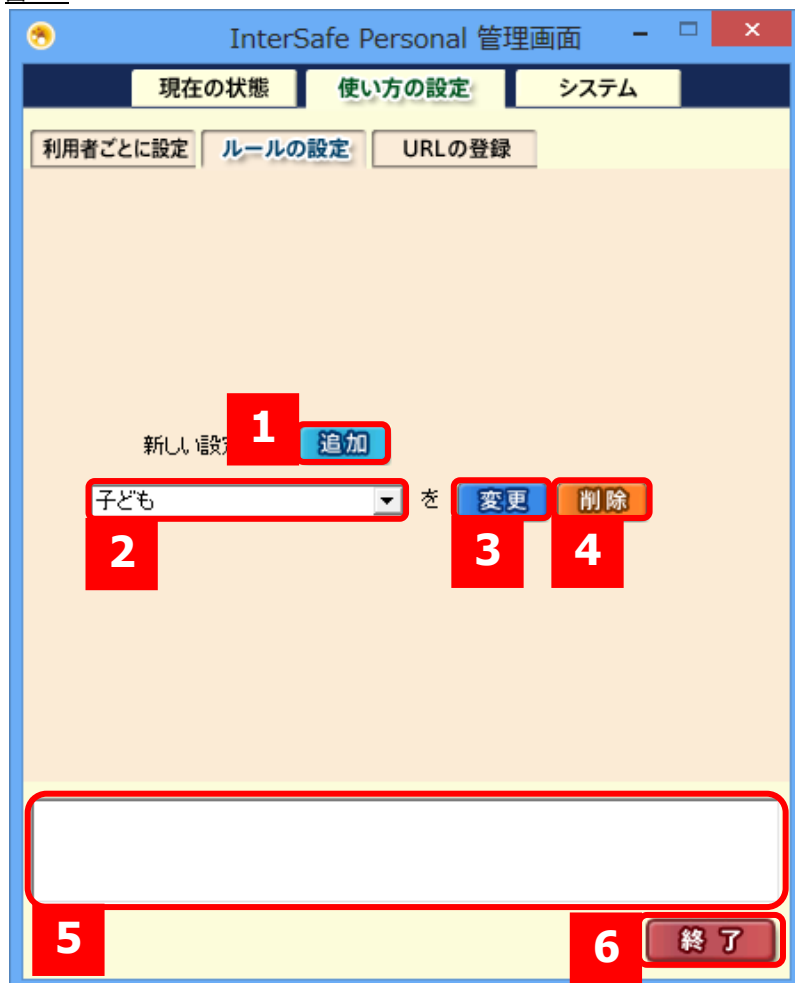 InterSafe Personal 管理画面
現在の状態 使い方の設定 システム
利用者ごとに設定 ルールの設定 URLの登録
1
新しい設 追加
子ども を 変更 削除
2 3 4
5 6 終了